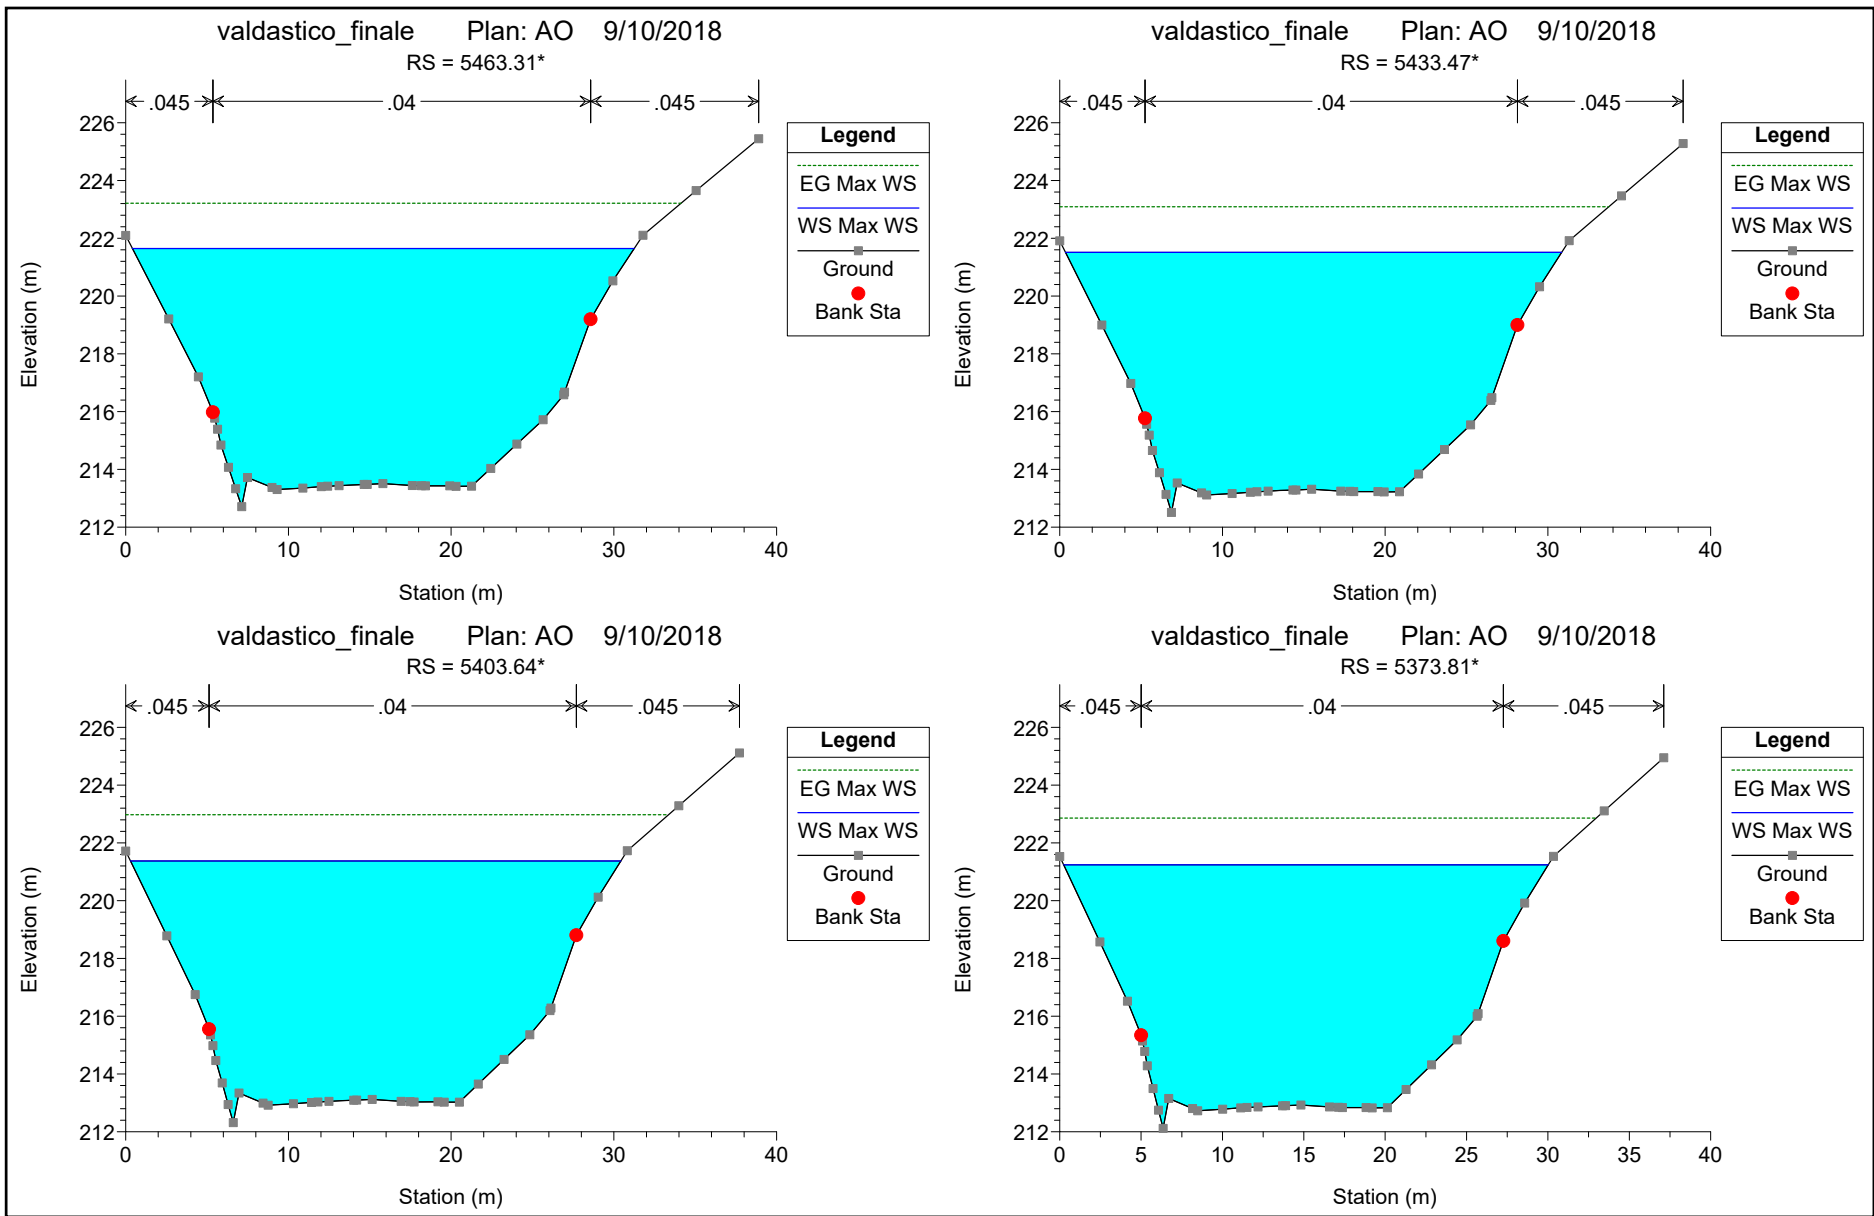 valdastico_finale Plan: AO 9/10/2018
RS = 5463.31*
.045 .04 .045
226
224
222
220
218
216
214
212
0 10 20 30 40
Elevation (m)
Station (m)
Legend
EG Max WS
WS Max WS
Ground
Bank Sta
valdastico_finale Plan: AO 9/10/2018
RS = 5433.47*
.045 .04 .045
226
224
222
220
218
216
214
212
0 10 20 30 40
Elevation (m)
Station (m)
Legend
EG Max WS
WS Max WS
Ground
Bank Sta
valdastico_finale Plan: AO 9/10/2018
RS = 5403.64*
.045 .04 .045
226
224
222
220
218
216
214
212
0 10 20 30 40
Elevation (m)
Station (m)
Legend
EG Max WS
WS Max WS
Ground
Bank Sta
valdastico_finale Plan: AO 9/10/2018
RS = 5373.81*
.045 .04 .045
226
224
222
220
218
216
214
212
0 5 10 15 20 25 30 35 40
Elevation (m)
Station (m)
Legend
EG Max WS
WS Max WS
Ground
Bank Sta